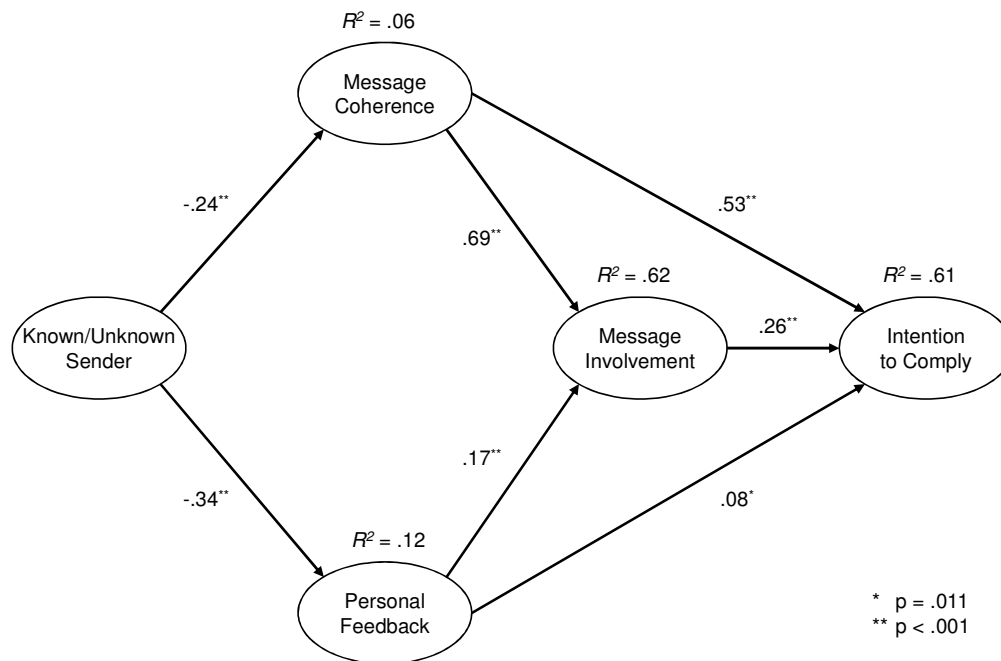 R² = .06
Message
Coherence
-.24**
.53**
.69**
R² = .62
R² = .61
Known/Unknown
Sender
Message
Involvement
.26**
Intention
to Comply
.17**
-.34**
.08*
R² = .12
Personal
Feedback
* p = .011
** p < .001